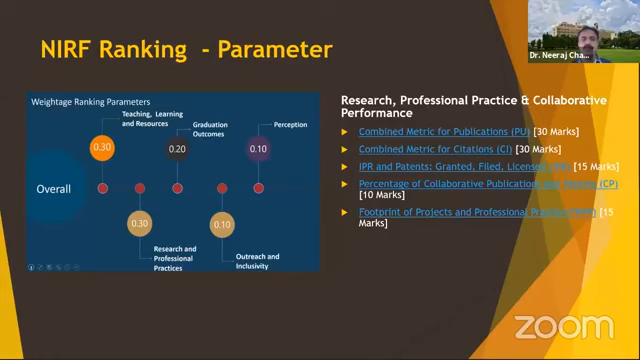 NIRF Ranking - Parameter
Dr. Neeraj Cha...
Weightage Ranking Parameters
Teaching, Learning
and Resources
Graduation
Outcomes
Perception
0.30
0.20
0.10
Overall
0.30
0.10
Research and
Professional
Practices
Outreach and
Inclusivity
Research, Professional Practice & Collaborative
Performance
Combined Metric for Publications (PU) [30 Marks]
Combined Metric for Citations (CI) [30 Marks]
IPR and Patents: Granted, Filed, Licensed [15 Marks]
Percentage of Collaborative Publications (CP)
[10 Marks]
Footprint of Projects and Professional Practice [15
Marks]
zoom